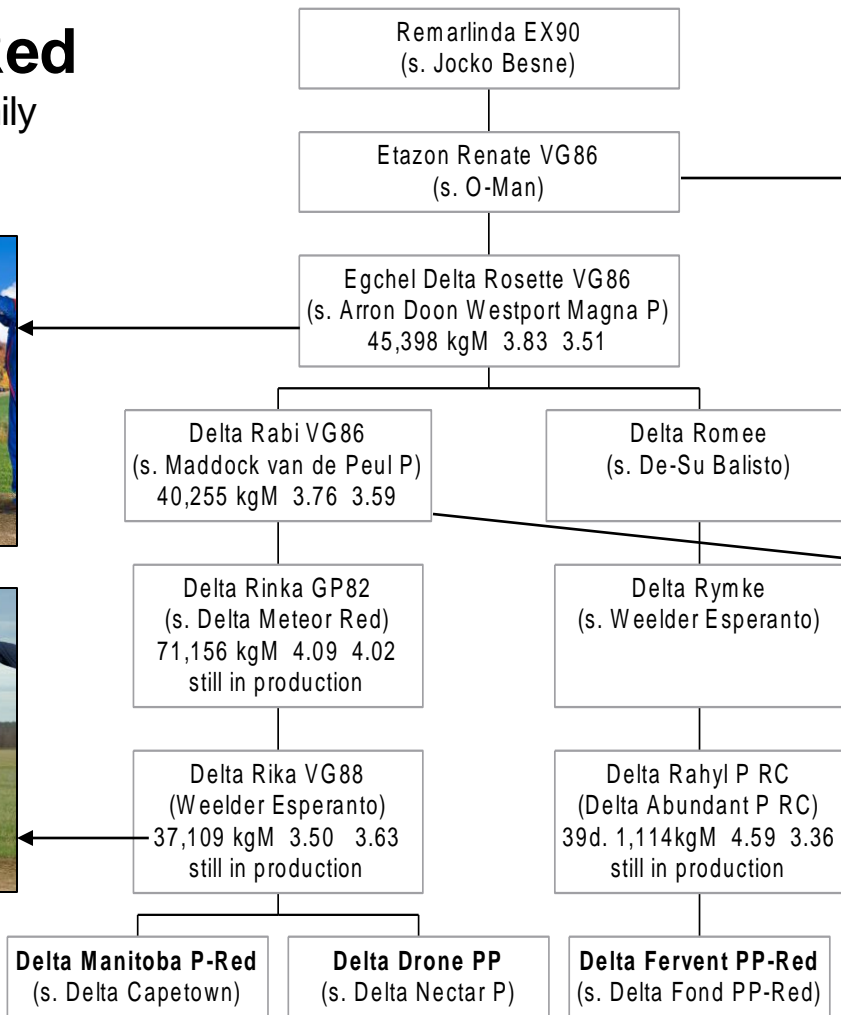 Remarlinda EX90
(s. Jocko Besne)
Etazon Renate VG86
(s. O-Man)
Egchel Delta Rosette VG86
(s. Arron Doon Westport Magna P)
45,398 kgM 3.83 3.51
Delta Rabi VG86
(s. Maddock van de Peul P)
40,255 kgM 3.76 3.59
Delta Romee
(s. De-Su Balisto)
Delta Rinka GP82
(s. Delta Meteor Red)
71,156 kgM 4.09 4.02
still in production
Delta Rymke
(s. Weelder Esperanto)
Delta Rika VG88
(Weelder Esperanto)
37,109 kgM 3.50 3.63
still in production
Delta Rahyl P RC
(Delta Abundant P RC)
39d. 1,114kgM 4.59 3.36
still in production
Delta Manitoba P-Red
(s. Delta Capetown)
Delta Drone PP
(s. Delta Nectar P)
Delta Fervent PP-Red
(s. Delta Fond PP-Red)